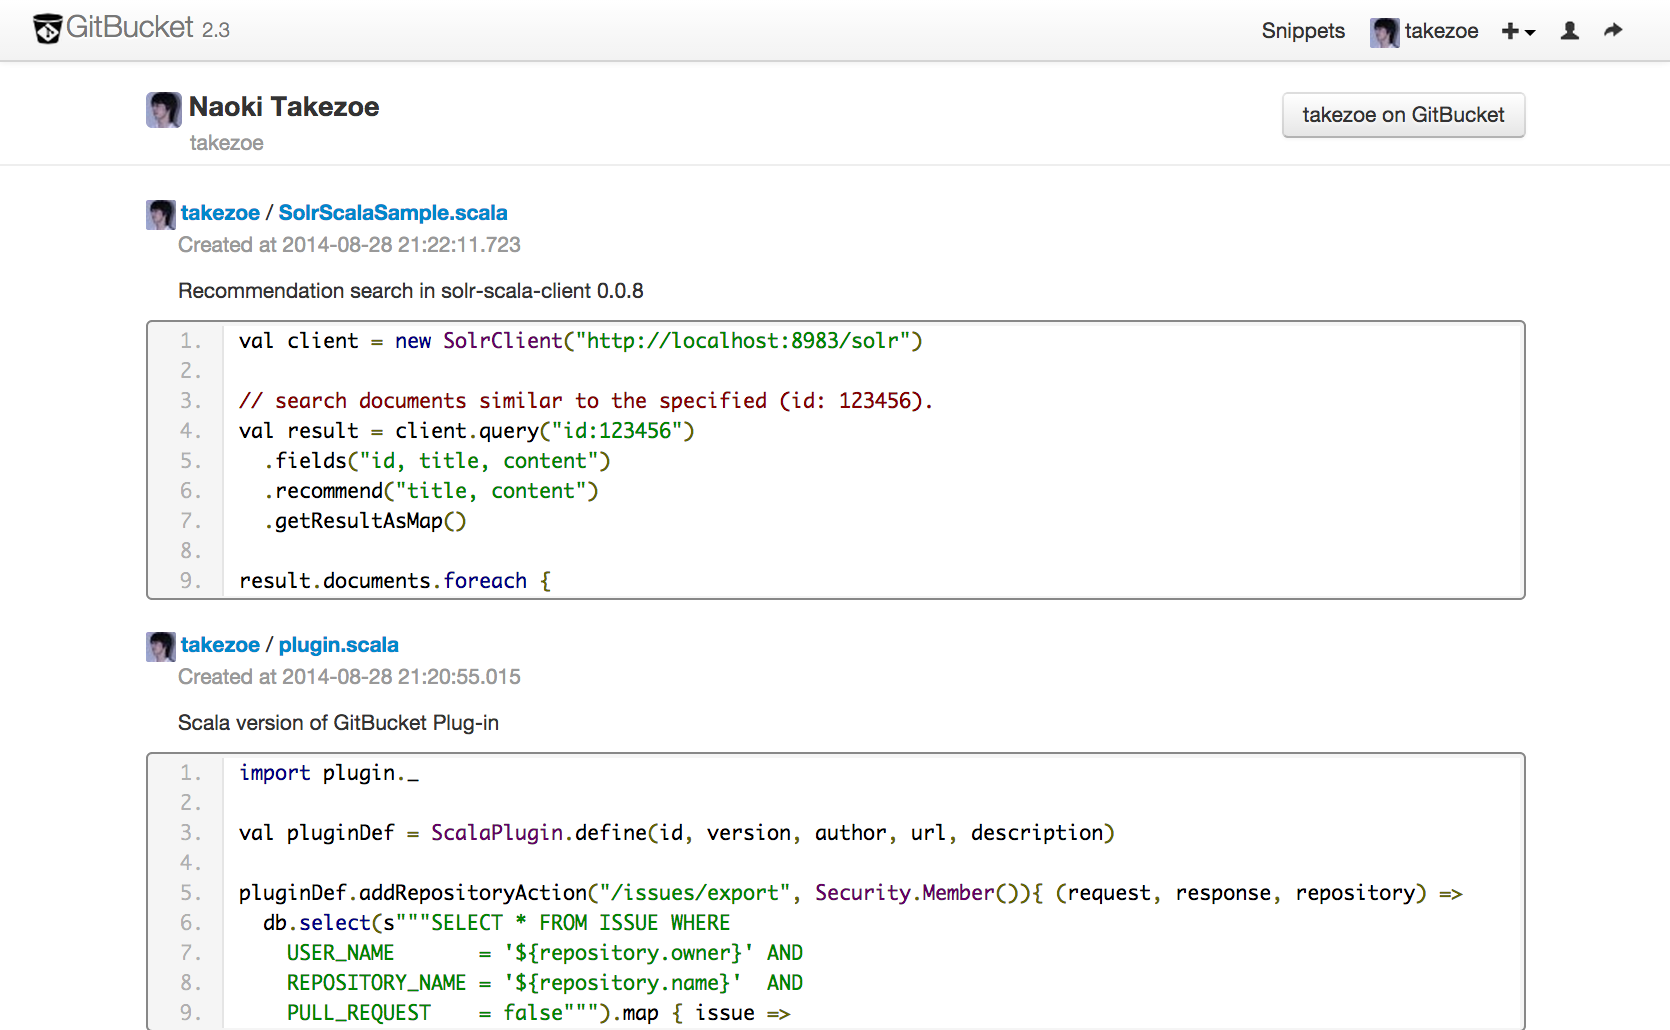 GitBucket 2.3
Snippets takezoe
Naoki Takezoe
takezoe
takezoe on GitBucket
takezoe / SolrScalaSample.scala
Created at 2014-08-28 21:22:11.723
Recommendation search in solr-scala-client 0.0.8
1. val client = new SolrClient("http://localhost:8983/solr")
2.
3. // search documents similar to the specified (id: 123456).
4. val result = client.query("id:123456")
5.   .fields("id, title, content")
6.   .recommend("title, content")
7.   .getResultAsMap()
8.
9. result.documents.foreach {
takezoe / plugin.scala
Created at 2014-08-28 21:20:55.015
Scala version of GitBucket Plug-in
1. import plugin._
2.
3. val pluginDef = ScalaPlugin.define(id, version, author, url, description)
4.
5. pluginDef.addRepositoryAction("/issues/export", Security.Member()){ (request, response, repository) =>
6.   db.select(s"""SELECT * FROM ISSUE WHERE
7.     USER_NAME       = '${repository.owner}' AND
8.     REPOSITORY_NAME = '${repository.name}'  AND
9.     PULL_REQUEST    = false""").map { issue =>